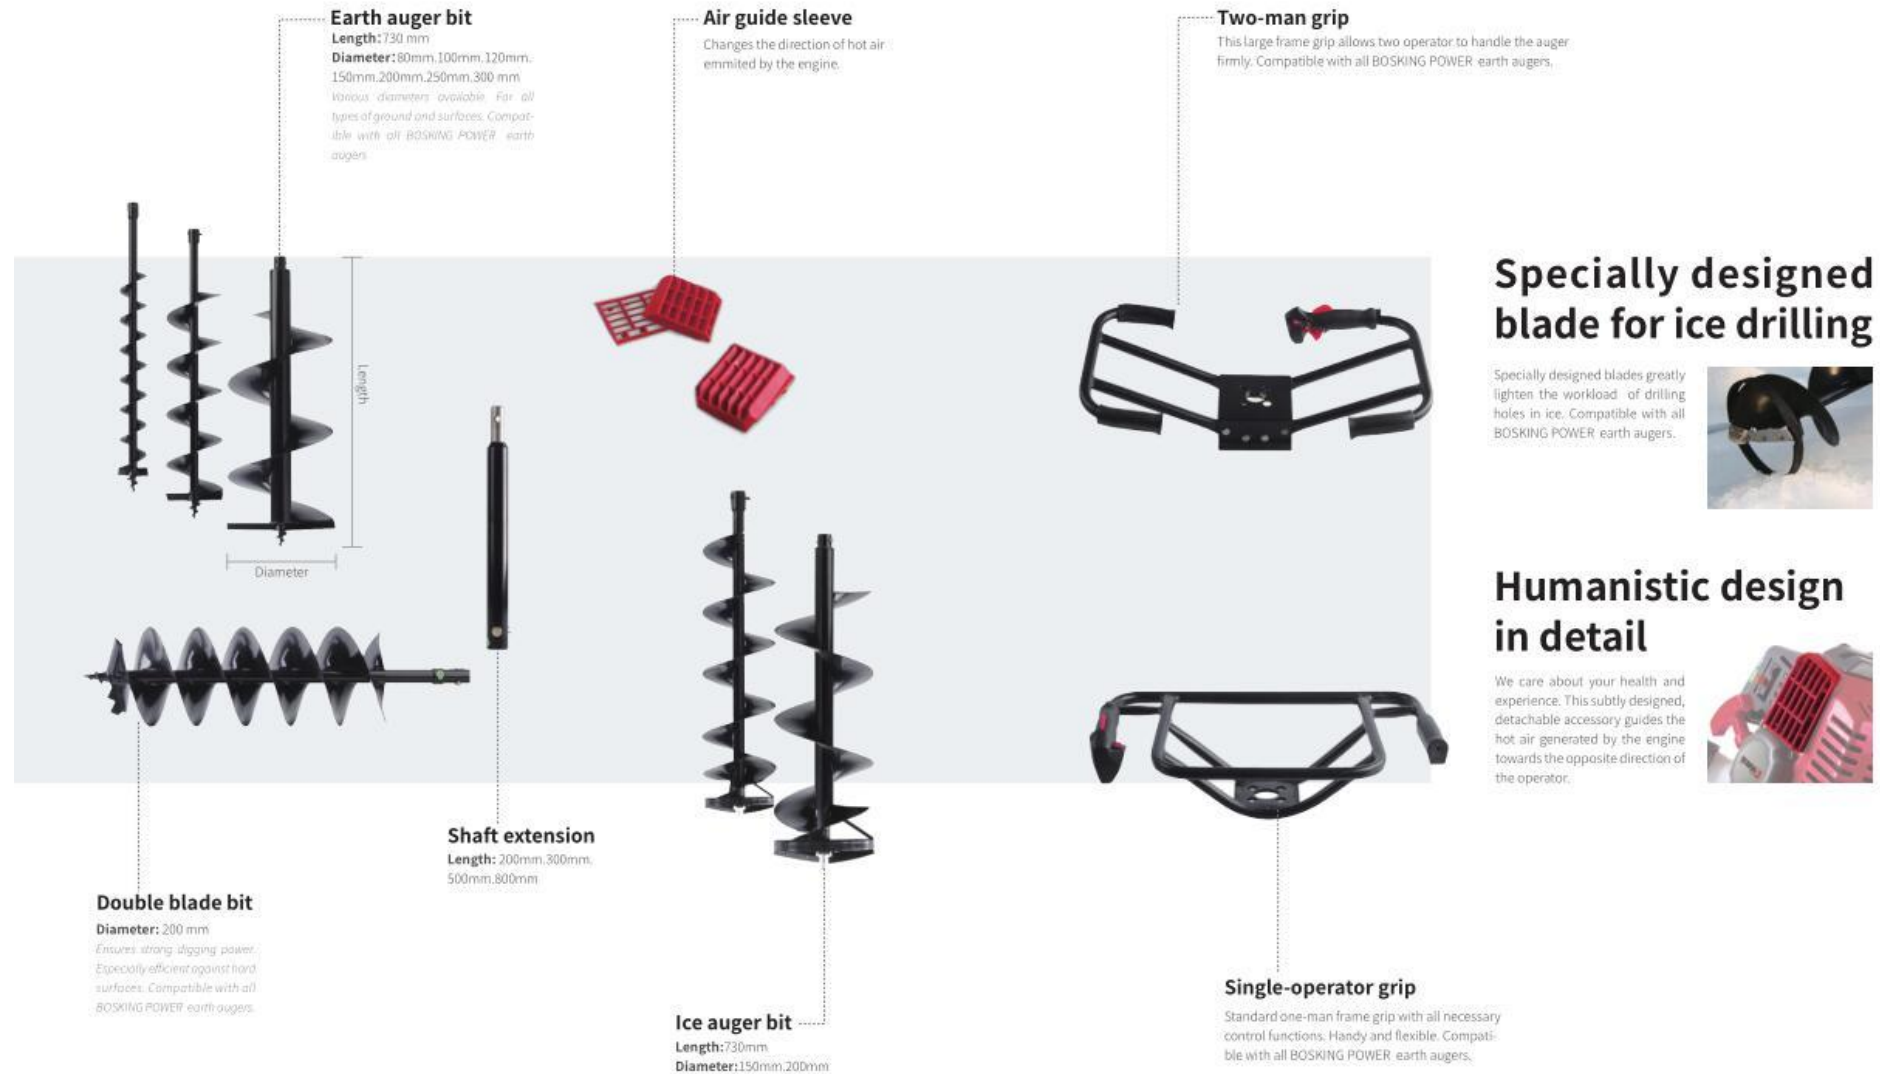 Earth auger bit
Length:730 mm
Diameter:80mm.100mm.120mm.
150mm.200mm.250mm.300 mm
Various diameters available. For all
types of ground and surfaces. Compat-
ible with all BOSKING POWER earth
augers.
Air guide sleeve
Changes the direction of hot air
emmited by the engine.
Two-man grip
This large frame grip allows two operator to handle the auger
firmly. Compatible with all BOSKING POWER earth augers.
Length
Diameter
Specially designed
blade for ice drilling
Specially designed blades greatly
lighten the workload of drilling
holes in ice. Compatible with all
BOSKING POWER earth augers.
Humanistic design
in detail
We care about your health and
experience. This subtly designed,
detachable accessory guides the
hot air generated by the engine
towards the opposite direction of
the operator.
Shaft extension
Length: 200mm.300mm.
500mm.800mm
Double blade bit
Diameter: 200 mm
Ensures strong digging power.
Especially efficient against hard
surfaces. Compatible with all
BOSKING POWER earth augers.
Ice auger bit
Length:730mm
Diameter:150mm.200mm
Single-operator grip
Standard one-man frame grip with all necessary
control functions. Handy and flexible. Compati-
ble with all BOSKING POWER earth augers.